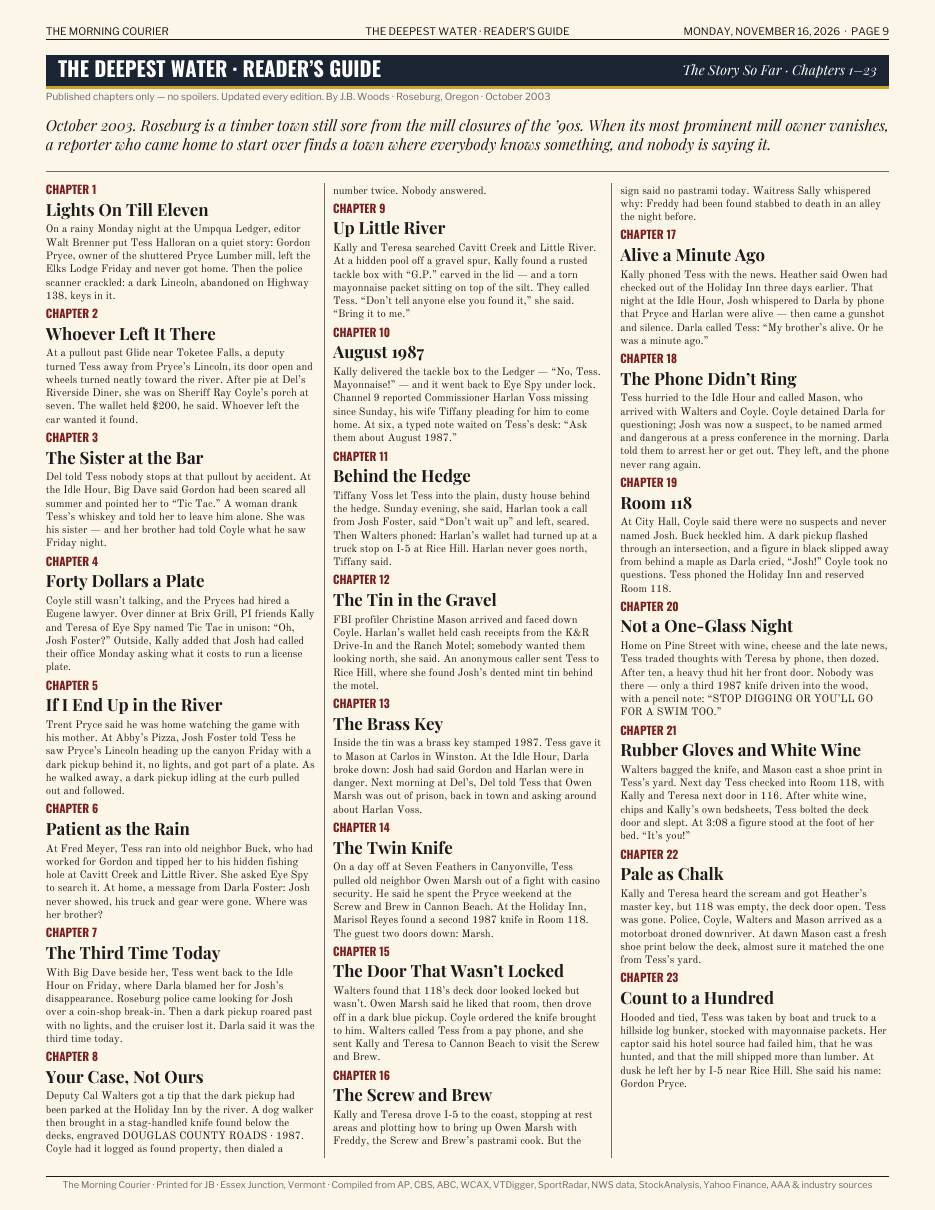 THE MORNING COURIER
THE DEEPEST WATER · READER'S GUIDE
MONDAY, NOVEMBER 16, 2026 · PAGE 9
THE DEEPEST WATER · READER'S GUIDE
The Story So Far · Chapters 1–23
Published chapters only — no spoilers. Updated every edition. By J.B. Woods · Roseburg, Oregon · October 2003
October 2003. Roseburg is a timber town still sore from the mill closures of the '90s. When its most prominent mill owner vanishes,
a reporter who came home to start over finds a town where everybody knows something, and nobody is saying it.
CHAPTER 1
Lights On Till Eleven
On a rainy Monday night at the Umpqua Ledger, editor
Walt Brenner put Tess Halloran on a quiet story: Gordon
Pryce, owner of the shuttered Pryce Lumber mill, left the
Elks Lodge Friday and never got home. Then the police
scanner crackled: a dark Lincoln, abandoned on Highway
138, keys in it.
CHAPTER 2
Whoever Left It There
At a pullout past Glide near Toketee Falls, a deputy
turned Tess away from Pryce's Lincoln, its door open and
wheels turned neatly toward the river. After pie at Del's
Riverside Diner, she was on Sheriff Ray Coyle's porch at
seven. The wallet held $200, he said. Whoever left the
car wanted it found.
CHAPTER 3
The Sister at the Bar
Del told Tess nobody stops at that pullout by accident. At
the Idle Hour, Big Dave said Gordon had been scared all
summer and pointed her to "Tic Tac." A woman drank
Tess's whiskey and told her to leave him alone. She was
his sister — and her brother had told Coyle what he saw
Friday night.
CHAPTER 4
Forty Dollars a Plate
Coyle still wasn't talking, and the Pryces had hired a
Eugene lawyer. Over dinner at Brix Grill, PI friends Kally
and Teresa of Eye Spy named Tic Tac in unison: "Oh,
Josh Foster?" Outside, Kally added that Josh had called
their office Monday asking what it costs to run a license
plate.
CHAPTER 5
If I End Up in the River
Trent Pryce said he was home watching the game with
his mother. At Abby's Pizza, Josh Foster told Tess he
saw Pryce's Lincoln heading up the canyon Friday with a
dark pickup behind it, no lights, and got part of a plate. As
he walked away, a dark pickup idling at the curb pulled
out and followed.
CHAPTER 6
Patient as the Rain
At Fred Meyer, Tess ran into old neighbor Buck, who had
worked for Gordon and tipped her to his hidden fishing
hole at Cavitt Creek and Little River. She asked Eye Spy
to search it. At home, a message from Darla Foster: Josh
never showed, his truck and gear were gone. Where was
her brother?
CHAPTER 7
The Third Time Today
With Big Dave beside her, Tess went back to the Idle
Hour on Friday, where Darla blamed her for Josh's
disappearance. Roseburg police came looking for Josh
over a coin-shop break-in. Then a dark pickup roared past
with no lights, and the cruiser lost it. Darla said it was the
third time today.
CHAPTER 8
Your Case, Not Ours
Deputy Cal Walters got a tip that the dark pickup had
been parked at the Holiday Inn by the river. A dog walker
then brought in a stag-handled knife found below the
decks, engraved DOUGLAS COUNTY ROADS · 1987.
Coyle had it logged as found property, then dialed a
number twice. Nobody answered.
CHAPTER 9
Up Little River
Kally and Teresa searched Cavitt Creek and Little River.
At a hidden pool off a gravel spur, Kally found a rusted
tackle box with "G.P." carved in the lid — and a torn
mayonnaise packet sitting on top of the silt. They called
Tess. "Don't tell anyone else you found it," she said.
"Bring it to me."
CHAPTER 10
August 1987
Kally delivered the tackle box to the Ledger — "No, Tess.
Mayonnaise!" — and it went back to Eye Spy under lock.
Channel 9 reported Commissioner Harlan Voss missing
since Sunday, his wife Tiffany pleading for him to come
home. At six, a typed note waited on Tess's desk: "Ask
them about August 1987."
CHAPTER 11
Behind the Hedge
Tiffany Voss let Tess into the plain, dusty house behind
the hedge. Sunday evening, she said, Harlan took a call
from Josh Foster, said "Don't wait up" and left, scared.
Then Walters phoned: Harlan's wallet had turned up at a
truck stop on I-5 at Rice Hill. Harlan never goes north,
Tiffany said.
CHAPTER 12
The Tin in the Gravel
FBI profiler Christine Mason arrived and faced down
Coyle. Harlan's wallet held cash receipts from the K&R
Drive-In and the Ranch Motel; somebody wanted them
looking north, she said. An anonymous caller sent Tess to
Rice Hill, where she found Josh's dented mint tin behind
the motel.
CHAPTER 13
The Brass Key
Inside the tin was a brass key stamped 1987. Tess gave it
to Mason at Carlos in Winston. At the Idle Hour, Darla
broke down: Josh had said Gordon and Harlan were in
danger. Next morning at Del's, Del told Tess that Owen
Marsh was out of prison, back in town and asking around
about Harlan Voss.
CHAPTER 14
The Twin Knife
On a day off at Seven Feathers in Canyonville, Tess
pulled old neighbor Owen Marsh out of a fight with casino
security. He said he spent the Pryce weekend at the
Screw and Brew in Cannon Beach. At the Holiday Inn,
Marisol Reyes found a second 1987 knife in Room 118.
The guest two doors down: Marsh.
CHAPTER 15
The Door That Wasn't Locked
Walters found that 118's deck door looked locked but
wasn't. Owen Marsh said he liked that room, then drove
off in a dark blue pickup. Coyle ordered the knife brought
to him. Walters called Tess from a pay phone, and she
sent Kally and Teresa to Cannon Beach to visit the Screw
and Brew.
CHAPTER 16
The Screw and Brew
Kally and Teresa drove I-5 to the coast, stopping at rest
areas and plotting how to bring up Owen Marsh with
Freddy, the Screw and Brew's pastrami cook. But the
sign said no pastrami today. Waitress Sally whispered
why: Freddy had been found stabbed to death in an alley
the night before.
CHAPTER 17
Alive a Minute Ago
Kally phoned Tess with the news. Heather said Owen had
checked out of the Holiday Inn three days earlier. That
night at the Idle Hour, Josh whispered to Darla by phone
that Pryce and Harlan were alive — then came a gunshot
and silence. Darla called Tess: "My brother's alive. Or he
was a minute ago."
CHAPTER 18
The Phone Didn't Ring
Tess hurried to the Idle Hour and called Mason, who
arrived with Walters and Coyle. Coyle detained Darla for
questioning; Josh was now a suspect, to be named armed
and dangerous at a press conference in the morning. Darla
told them to arrest her or get out. They left, and the phone
never rang again.
CHAPTER 19
Room 118
At City Hall, Coyle said there were no suspects and never
named Josh. Buck heckled him. A dark pickup flashed
through an intersection, and a figure in black slipped away
from behind a maple as Darla cried, "Josh!" Coyle took no
questions. Tess phoned the Holiday Inn and reserved
Room 118.
CHAPTER 20
Not a One-Glass Night
Home on Pine Street with wine, cheese and the late news,
Tess traded thoughts with Teresa by phone, then dozed.
After ten, a heavy thud hit her front door. Nobody was
there — only a third 1987 knife driven into the wood,
with a pencil note: "STOP DIGGING OR YOU'LL GO
FOR A SWIM TOO."
CHAPTER 21
Rubber Gloves and White Wine
Walters bagged the knife, and Mason cast a shoe print in
Tess's yard. Next day Tess checked into Room 118, with
Kally and Teresa next door in 116. After white wine,
chips and Kally's own bedsheets, Tess bolted the deck
door and slept. At 3:08 a figure stood at the foot of her
bed. "It's you!"
CHAPTER 22
Pale as Chalk
Kally and Teresa heard the scream and got Heather's
master key, but 118 was empty, the deck door open. Tess
was gone. Police, Coyle, Walters and Mason arrived as a
motorboat droned downriver. At dawn Mason cast a fresh
shoe print below the deck, almost sure it matched the one
from Tess's yard.
CHAPTER 23
Count to a Hundred
Hooded and tied, Tess was taken by boat and truck to a
hillside log bunker, stocked with mayonnaise packets. Her
captor said his hotel source had failed him, that he was
hunted, and that the mill shipped more than lumber. At
dusk he left her by I-5 near Rice Hill. She said his name:
Gordon Pryce.
The Morning Courier · Printed for JB · Essex Junction, Vermont · Compiled from AP, CBS, ABC, WCAX, VTDigger, SportRadar, NWS data, StockAnalysis, Yahoo Finance, AAA & industry sources